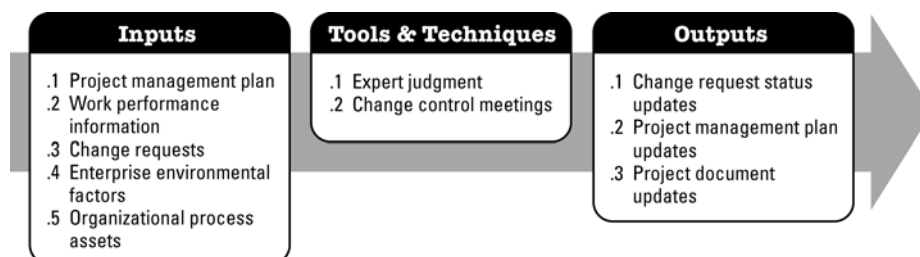 Inputs
.1 Project management plan
.2 Work performance
information
.3 Change requests
.4 Enterprise environmental
factors
.5 Organizational process
assets
Tools & Techniques
.1 Expert judgment
.2 Change control meetings
Outputs
.1 Change request status
updates
.2 Project management plan
updates
.3 Project document
updates